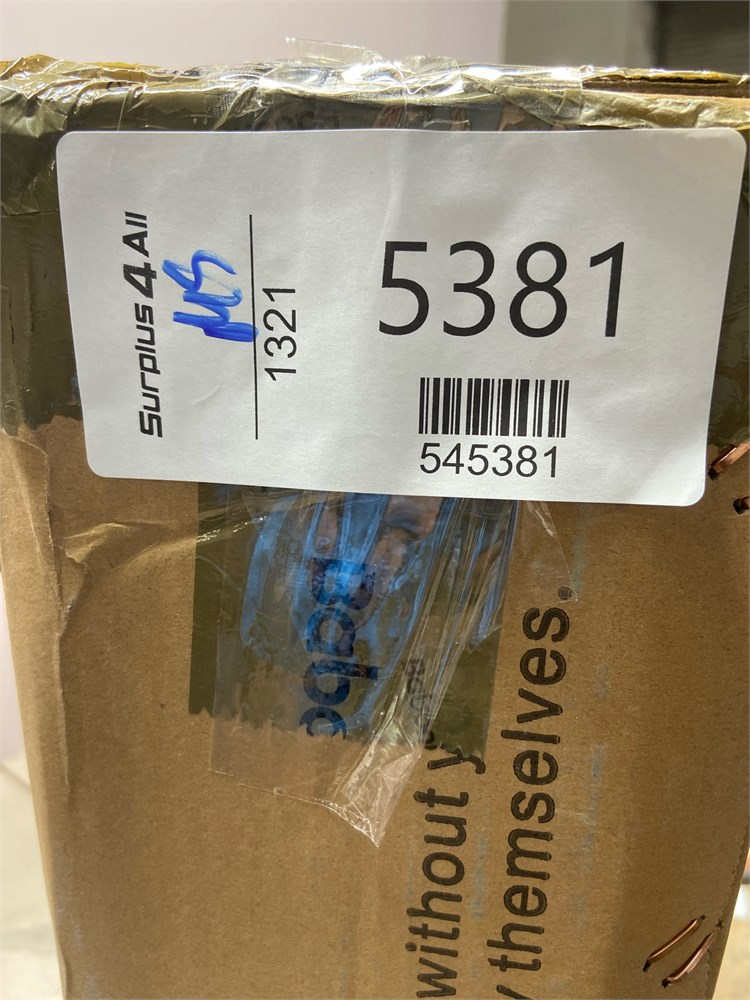 Surplus 4 All
1321
5381
545381
without
themselves.